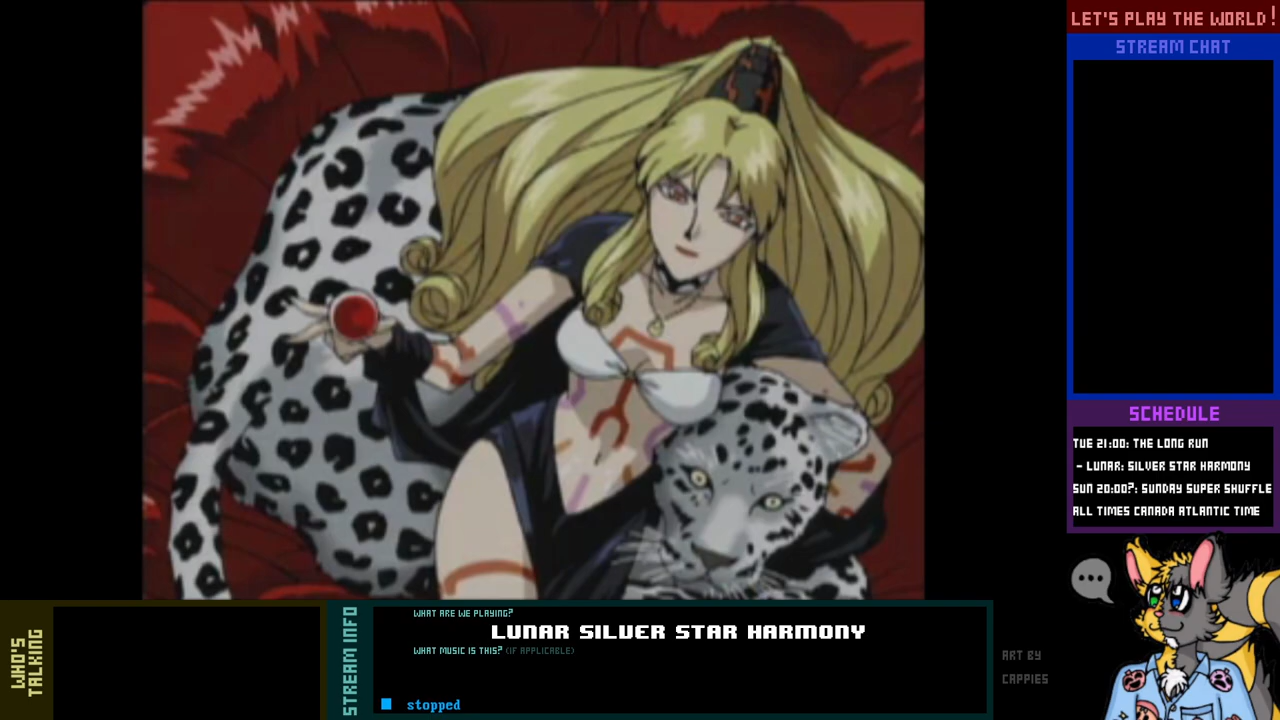 LET'S PLAY THE WORLD!
STREAM CHAT
SCHEDULE
TUE 21:00: THE LONG RUN
- LUNAR: SILVER STAR HARMONY
SUN 20:00?: SUNDAY SUPER SHUFFLE
ALL TIMES CANADA ATLANTIC TIME
WHO'S
TALKING
STREAM INFO
WHAT ARE WE PLAYING?
LUNAR SILVER STAR HARMONY
WHAT MUSIC IS THIS? (IF APPLICABLE)
stopped
ART BY
CAPPIES